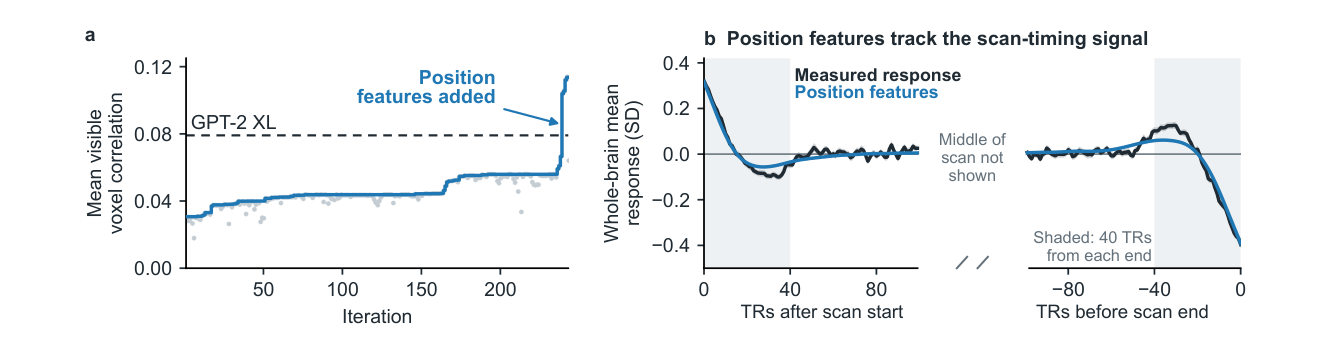 a
Mean visible
voxel correlation
0.12
0.08
0.04
0.00
GPT-2 XL
Position
features added
50
100
150
200
Iteration
b Position features track the scan-timing signal
Whole-brain mean
response (SD)
0.4
0.2
0.0
−0.2
−0.4
Measured response
Position features
Middle of
scan not
shown
Shaded: 40 TRs
from each end
0
40
80
TRs after scan start
−80
−40
0
TRs before scan end